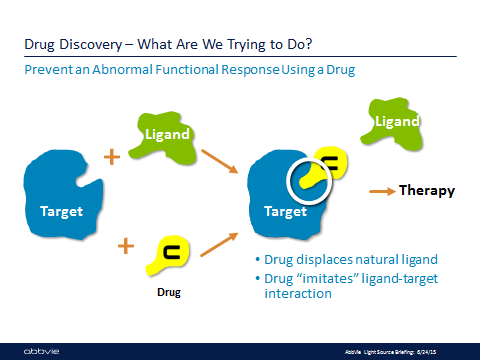 Drug Discovery – What Are We Trying to Do?
Prevent an Abnormal Functional Response Using a Drug
Ligand
Ligand
+
Target
Target
Therapy
+
Drug
• Drug displaces natural ligand
• Drug “imitates” ligand-target
interaction
abbvie
AbbVie Light Source Briefing: 6/24/15